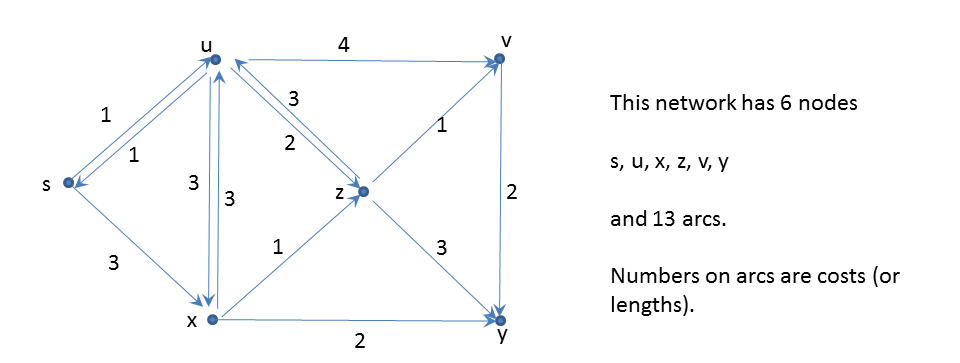 u
4
v
1
3
This network has 6 nodes
1
1
2
s, u, x, z, v, y
s
3
3
z
2
and 13 arcs.
3
1
3
Numbers on arcs are costs (or
lengths).
x
2
y